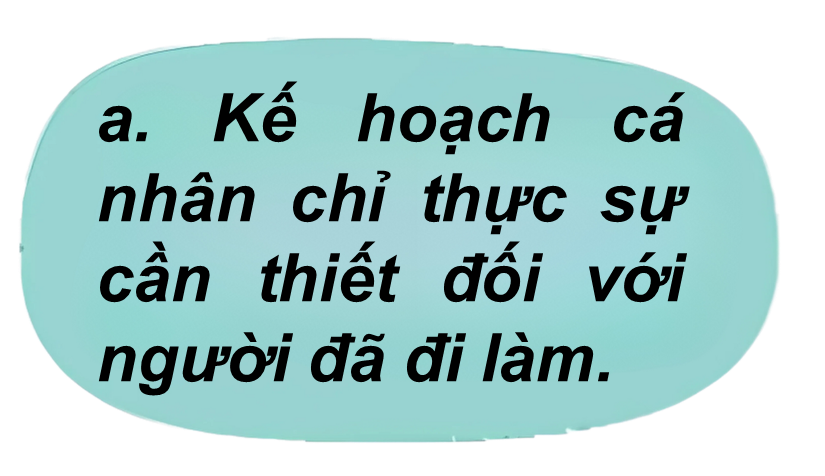 a. Kế hoạch cá
nhân chỉ thực sự
cần thiết đối với
người đã đi làm.